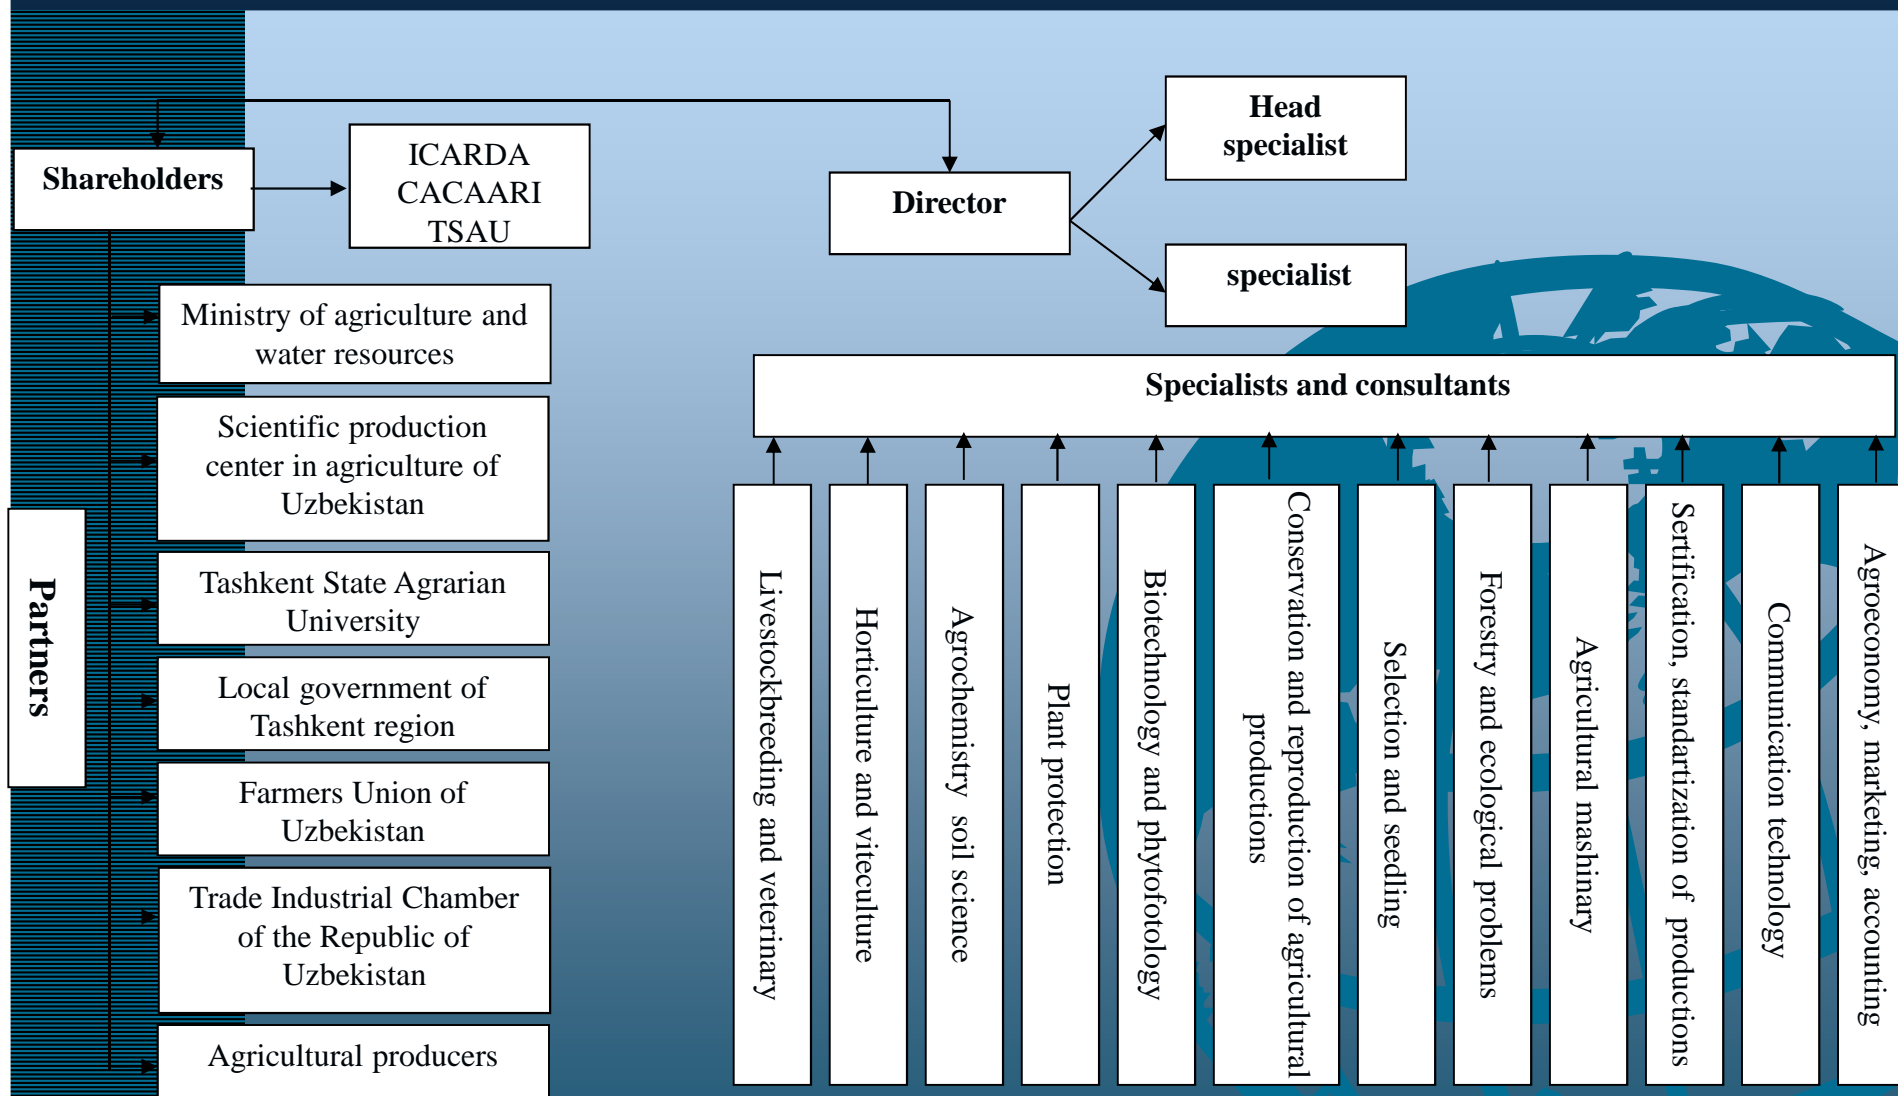 Shareholders
ICARDA
CACAARI
TSAU
Director
Head
specialist
specialist
Partners
Ministry of agriculture and
water resources
Scientific production
center in agriculture of
Uzbekistan
Tashkent State Agrarian
University
Local government of
Tashkent region
Farmers Union of
Uzbekistan
Trade Industrial Chamber
of the Republic of
Uzbekistan
Agricultural producers
Specialists and consultants
Livestockbreeding and veterinary
Horticulture and viteculture
Agrochemistry soil science
Plant protection
Biotechnology and phytofotology
Conservation and reproduction of agricultural
productions
Selection and seedling
Forestry and ecological problems
Agricultural mashinary
Sertification, standartization of productions
Communication technology
Agroeconomy, marketing, accounting